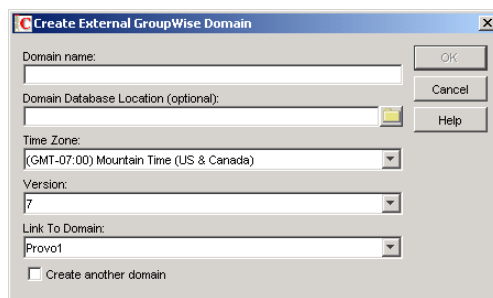 Create External GroupWise Domain
Domain name:
OK
Domain Database Location (optional):
Cancel
Help
Time Zone:
(GMT-07:00) Mountain Time (US & Canada)
Version:
7
Link To Domain:
Provo1
Create another domain